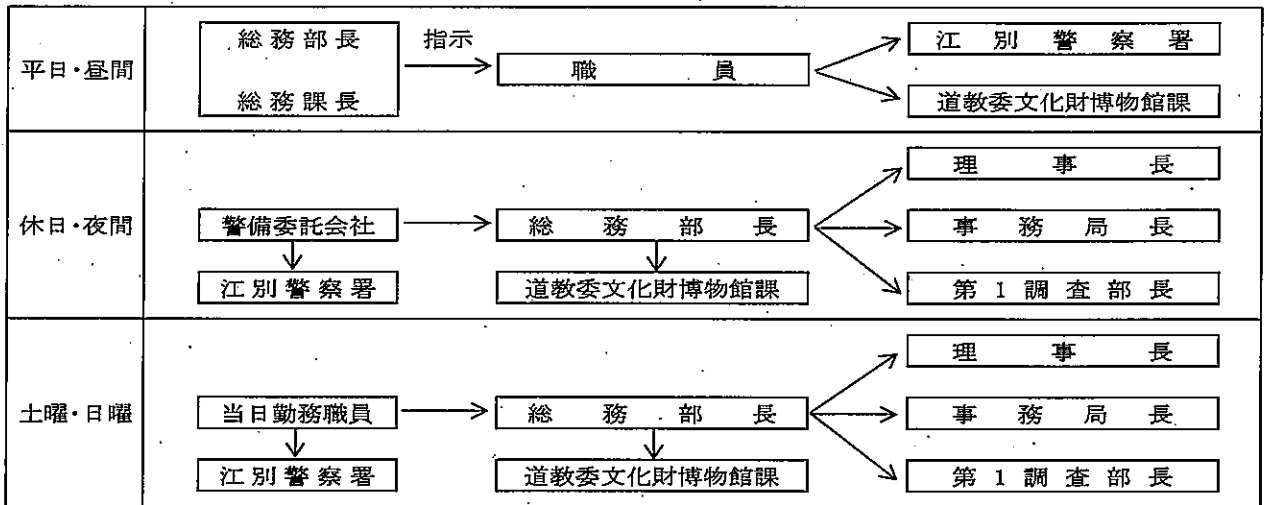 平日・昼間
総務部長
総務課長
指示
職員
江別警察署
道教委文化財博物館課
休日・夜間
警備委託会社
江別警察署
総務部長
道教委文化財博物館課
理事長
事務局長
第1調査部長
土曜・日曜
当日勤務職員
江別警察署
総務部長
道教委文化財博物館課
理事長
事務局長
第1調査部長